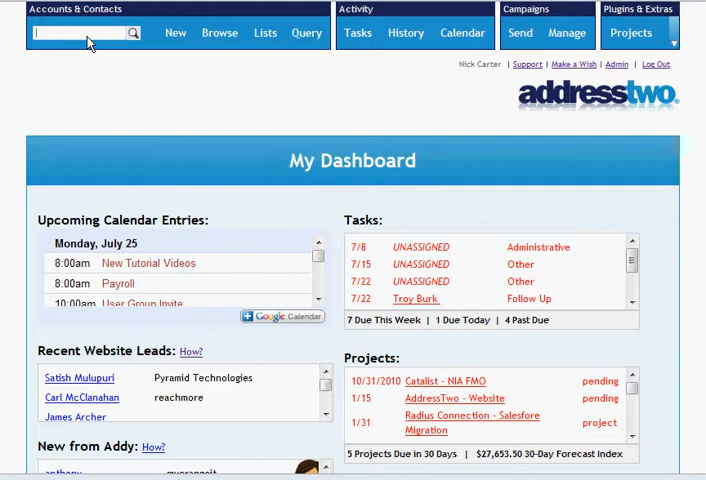 Accounts & Contacts
Activity
Campaigns
Plugins & Extras
New Browse Lists Query
Tasks History Calendar
Send Manage
Projects
Nick Carter | Support | Make a Wish | Admin | Log Out
addresstwo.
My Dashboard
Upcoming Calendar Entries:
Monday, July 25
8:00am New Tutorial Videos
8:00am Payroll
10:00am User Group Invite
Google Calendar
Recent Website Leads: How?
Satish Mulupuri Pyramid Technologies
Carl McClanahan reachmore
James Archer
New from Addy: How?
anthony
Tasks:
7/8 UNASSIGNED Administrative
7/15 UNASSIGNED Other
7/22 UNASSIGNED Other
7/22 Troy Burk Follow Up
7 Due This Week | 1 Due Today | 4 Past Due
Projects:
10/31/2010 Catalist - NIA FMO pending
1/15 AddressTwo - Website pending
1/31 Radius Connection - Salesfore
Migration project
5 Projects Due in 30 Days | $27,653.50 30-Day Forecast Index